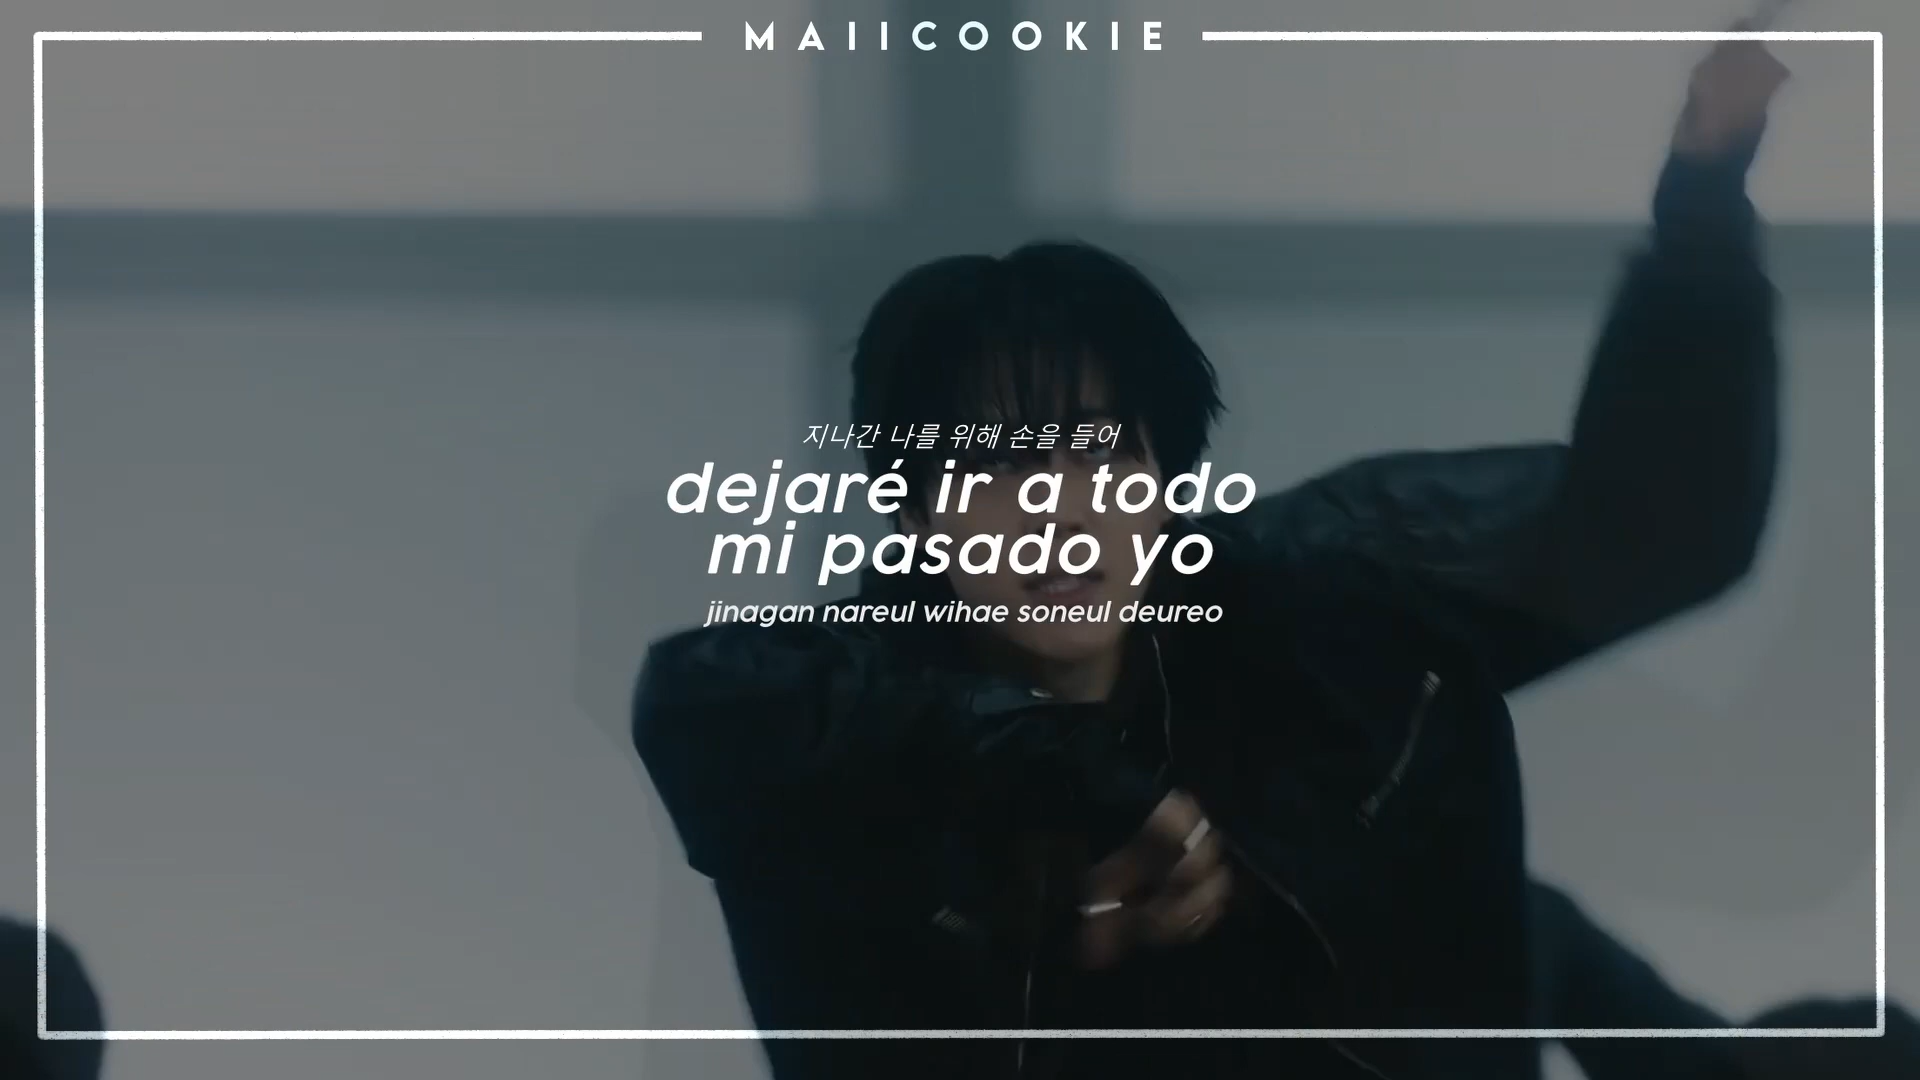 MAIICOOKIE
지나간 나를 위해 손을 들어
dejaré ir a todo
mi pasado yo
jinagan nareul wihae soneul deureo